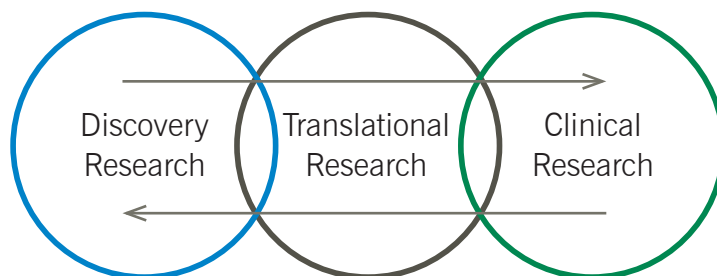 Discovery
Research
Translational
Research
Clinical
Research